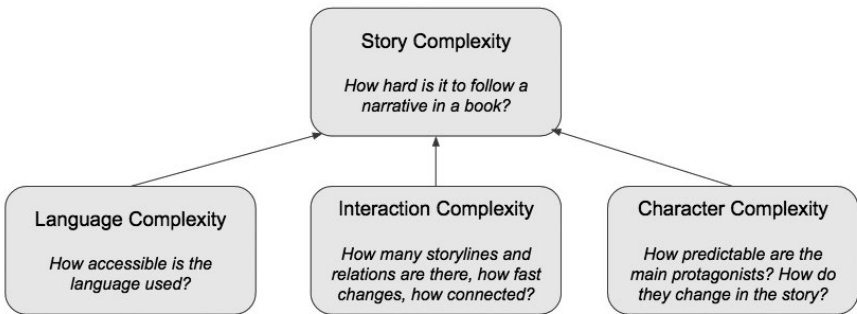 Story Complexity
How hard is it to follow a
narrative in a book?
Language Complexity
How accessible is the
language used?
Interaction Complexity
How many storylines and
relations are there, how fast
changes, how connected?
Character Complexity
How predictable are the
main protagonists? How do
they change in the story?